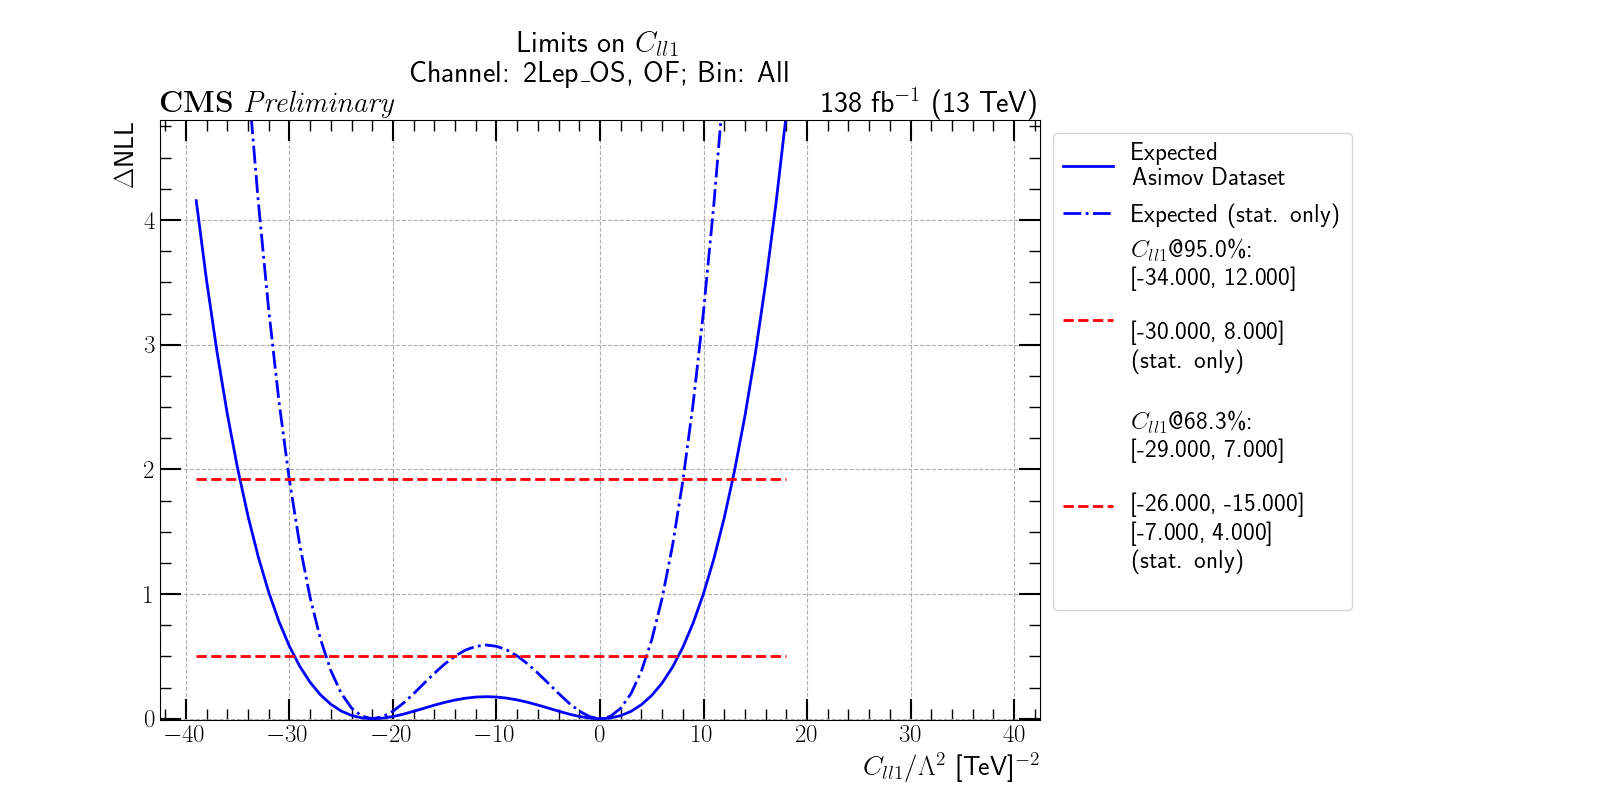 Limits on C_{ll1}
Channel: 2Lep_OS, OF; Bin: All
CMS Preliminary 138 fb⁻¹ (13 TeV)
ΔNLL
4
3
2
1
0
−40 −30 −20 −10 0 10 20 30 40
C_{ll1}/Λ² [TeV]⁻²
Expected
Asimov Dataset
Expected (stat. only)
C_{ll1}@95.0%:
[-34.000, 12.000]
[-30.000, 8.000]
(stat. only)
C_{ll1}@68.3%:
[-29.000, 7.000]
[-26.000, -15.000]
[-7.000, 4.000]
(stat. only)